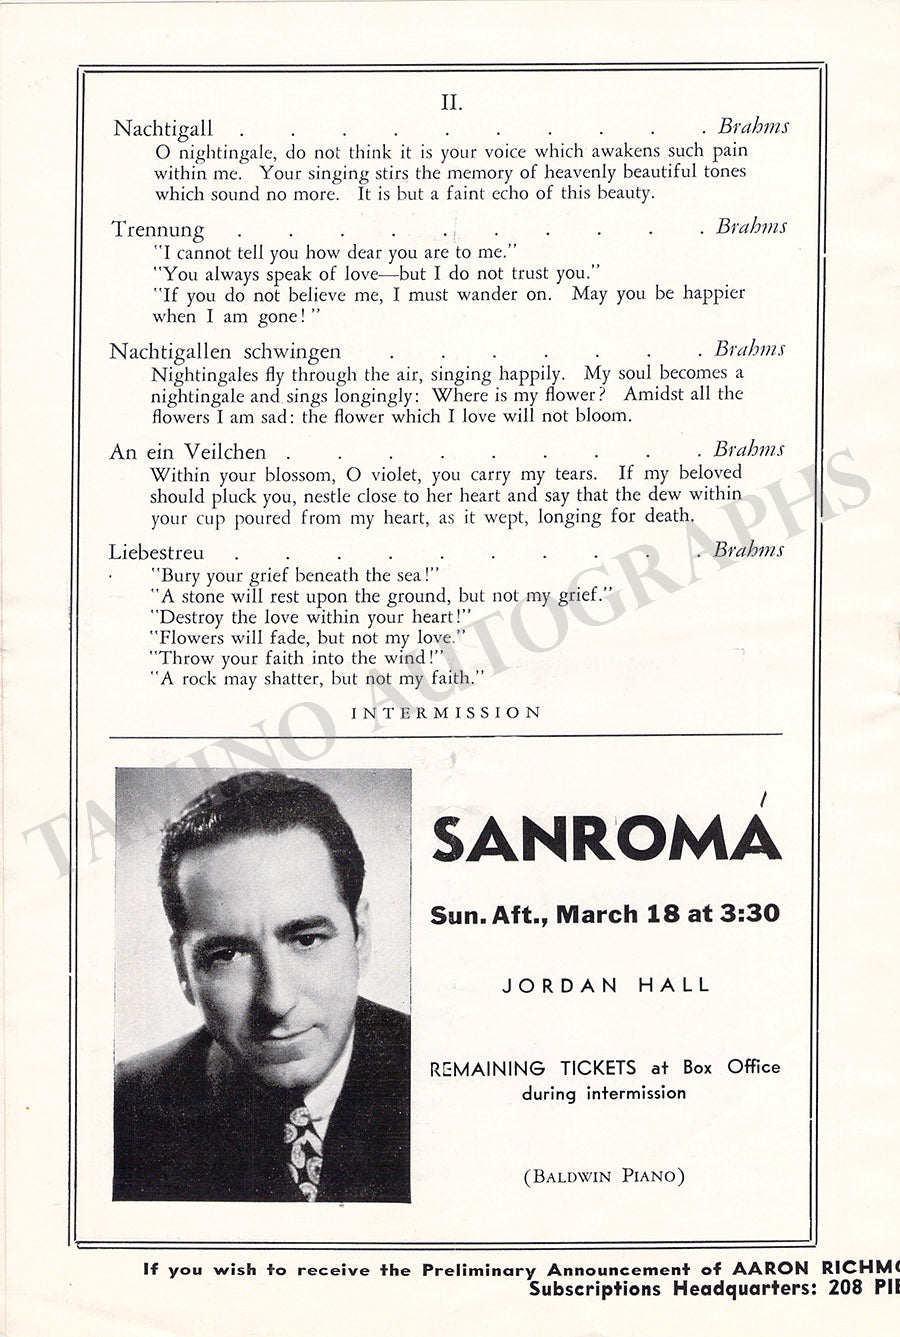 II.
Nachtigall . . . . . . . . . . Brahms
O nightingale, do not think it is your voice which awakens such pain
within me. Your singing stirs the memory of heavenly beautiful tones
which sound no more. It is but a faint echo of this beauty.
Trennung . . . . . . . . . . Brahms
"I cannot tell you how dear you are to me."
"You always speak of love—but I do not trust you."
"If you do not believe me, I must wander on. May you be happier
when I am gone!"
Nachtigallen schwingen . . . . . . . Brahms
Nightingales fly through the air, singing happily. My soul becomes a
nightingale and sings longingly: Where is my flower? Amidst all the
flowers I am sad: the flower which I love will not bloom.
An ein Veilchen . . . . . . . . . Brahms
Within your blossom, O violet, you carry my tears. If my beloved
should pluck you, nestle close to her heart and say that the dew within
your cup poured from my heart, as it wept, longing for death.
Liebestreu . . . . . . . . . . Brahms
"Bury your grief beneath the sea!"
"A stone will rest upon the ground, but not my grief."
"Destroy the love within your heart!"
"Flowers will fade, but not my love."
"Throw your faith into the wind!"
"A rock may shatter, but not my faith."
INTERMISSION
TAMINO AUTOGRAPHS
SANROMÁ
Sun. Aft., March 18 at 3:30
JORDAN HALL
REMAINING TICKETS at Box Office
during intermission
(BALDWIN PIANO)
If you wish to receive the Preliminary Announcement of AARON
Subscriptions Headquarters: 208